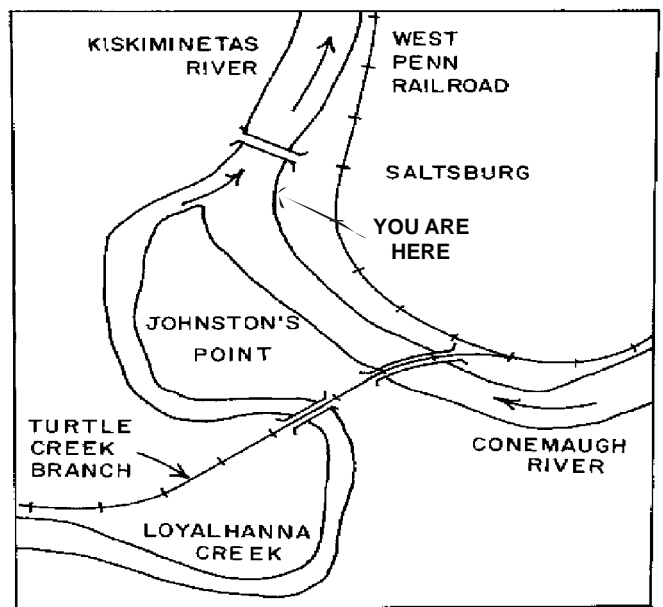 KISKIMINETAS
RIVER
WEST
PENN
RAILROAD
SALTSBURG
YOU ARE
HERE
JOHNSTON'S
POINT
TURTLE
CREEK
BRANCH
CONEMAUGH
RIVER
LOYALHANNA
CREEK